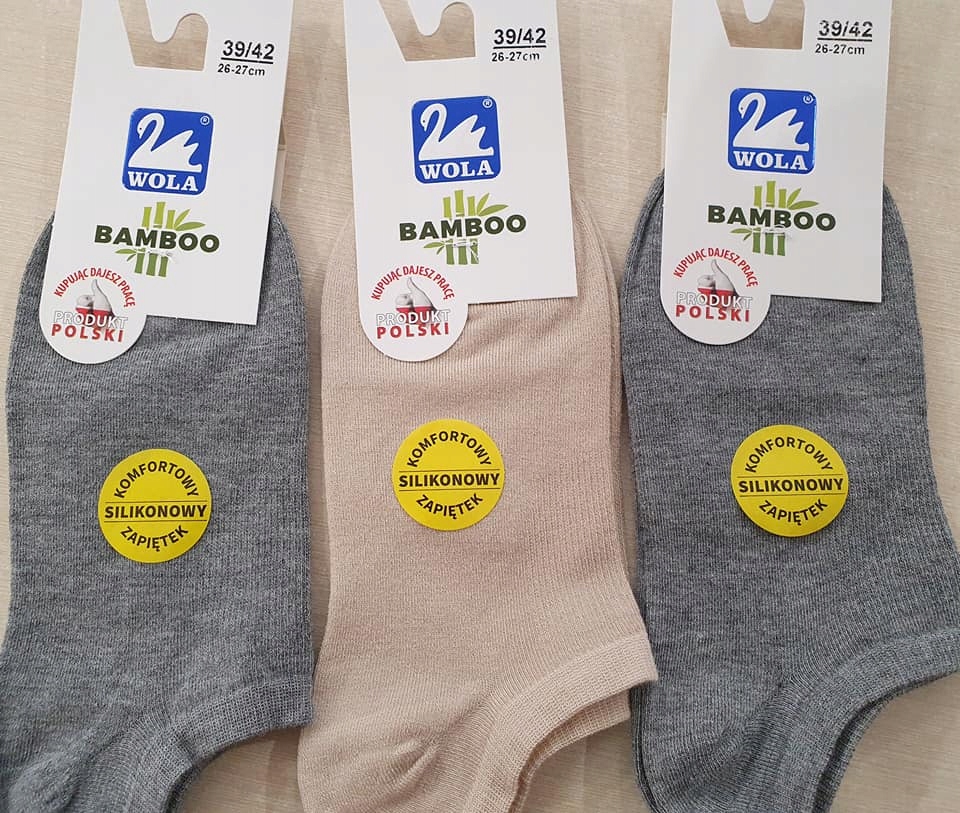 39/42
26-27cm
®
WOLA
BAMBOO
KUPUJĄC DAJESZ PRACĘ
PRODUKT
POLSKI
KOMFORTOWY
SILIKONOWY
ZAPIĘTEK
39/42
26-27cm
®
WOLA
BAMBOO
KUPUJĄC DAJESZ PRACĘ
PRODUKT
POLSKI
KOMFORTOWY
SILIKONOWY
ZAPIĘTEK
39/42
26-27cm
®
WOLA
BAMBOO
KUPUJĄC DAJESZ PRACĘ
PRODUKT
POLSKI
KOMFORTOWY
SILIKONOWY
ZAPIĘTEK